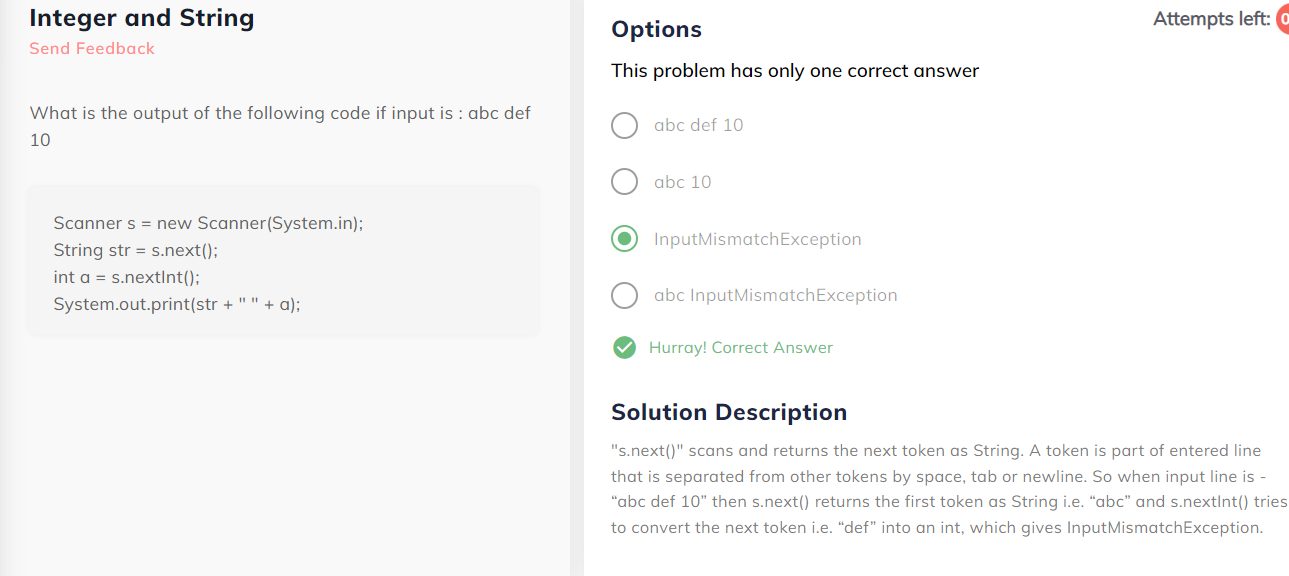 Integer and String
Send Feedback
What is the output of the following code if input is : abc def
10
Scanner s = new Scanner(System.in);
String str = s.next();
int a = s.nextInt();
System.out.print(str + " " + a);
Attempts left: 0
Options
This problem has only one correct answer
abc def 10
abc 10
InputMismatchException
abc InputMismatchException
Hurray! Correct Answer
Solution Description
"s.next()" scans and returns the next token as String. A token is part of entered line
that is separated from other tokens by space, tab or newline. So when input line is -
“abc def 10” then s.next() returns the first token as String i.e. “abc” and s.nextInt() tries
to convert the next token i.e. “def” into an int, which gives InputMismatchException.